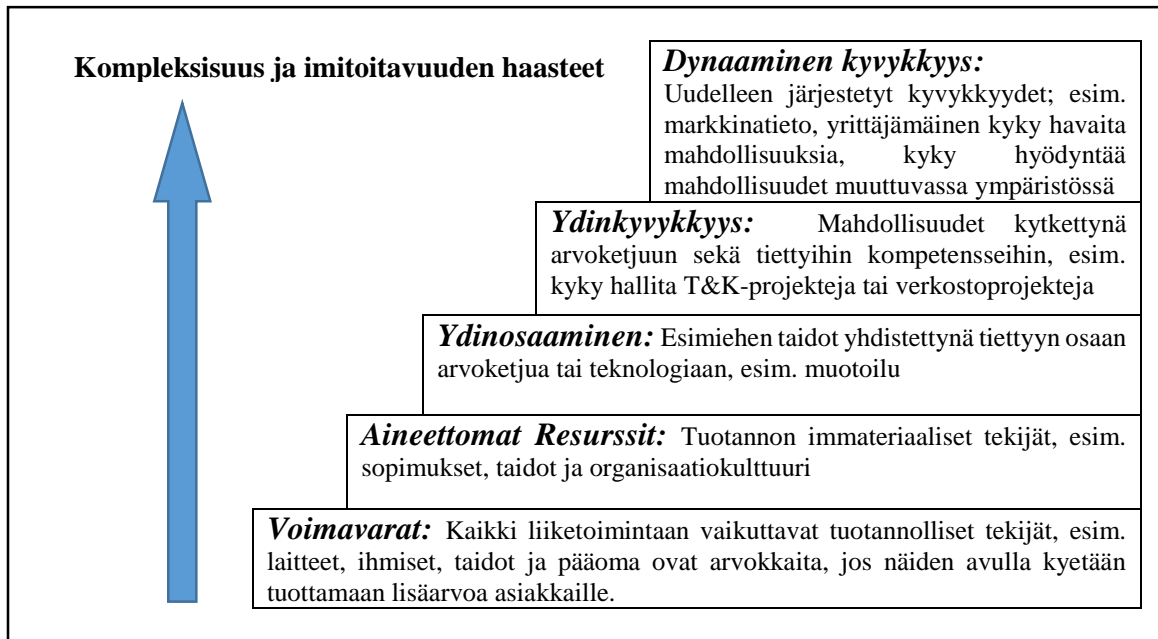 Kompleksisuus ja imitoitavuuden haasteet
Dynaaminen kyvykkyys:
Uudelleen järjestetyt kyvykkyydet; esim.
markkinatieto, yrittäjämäinen kyky havaita
mahdollisuuksia, kyky hyödyntää
mahdollisuudet muuttuvassa ympäristössä
Ydinkyvykkyys: Mahdollisuudet kytkettynä
arvoketjuun sekä tiettyihin kompetensseihin, esim.
kyky hallita T&K-projekteja tai verkostoprojekteja
Ydinosaaminen: Esimiehen taidot yhdistettynä tiettyyn osaan
arvoketjua tai teknologiaan, esim. muotoilu
Aineettomat Resurssit: Tuotannon immateriaaliset tekijät, esim.
sopimukset, taidot ja organisaatiokulttuuri
Voimavarat: Kaikki liiketoimintaan vaikuttavat tuotannolliset tekijät, esim.
laitteet, ihmiset, taidot ja pääoma ovat arvokkaita, jos näiden avulla kyetään
tuottamaan lisäarvoa asiakkaille.